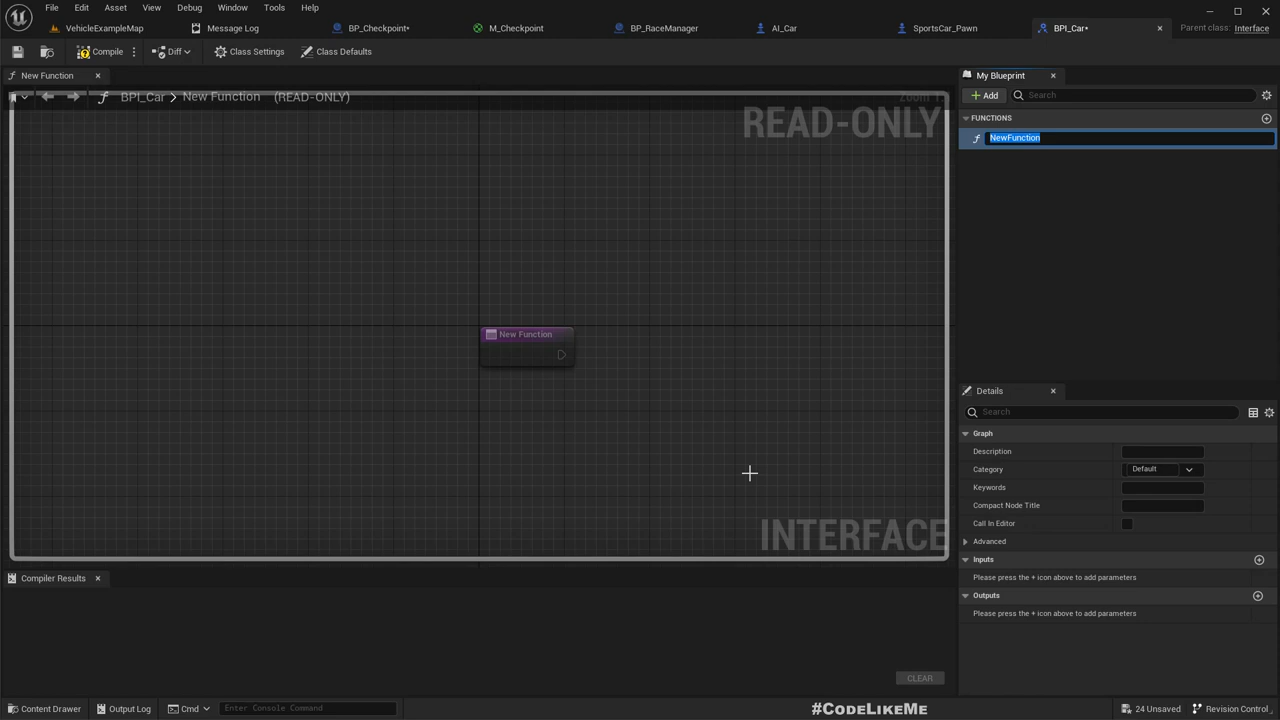 File Edit Asset View Debug Window Tools Help
VehicleExampleMap Message Log BP_Checkpoint* M_Checkpoint BP_RaceManager AI_Car SportsCar_Pawn BPI_Car* Parent class: Interface
Compile Diff Class Settings Class Defaults
New Function
BPI_Car > New Function (READ-ONLY)
READ-ONLY
New Function
INTERFACE
Compiler Results
CLEAR
My Blueprint
+ Add Search
FUNCTIONS
f NewFunction
Details
Search
Graph
Description
Category Default
Keywords
Compact Node Title
Call In Editor
Advanced
Inputs
Please press the + icon above to add parameters
Outputs
Please press the + icon above to add parameters
Content Drawer Output Log Cmd Enter Console Command #CODELIKEME 24 Unsaved Revision Control